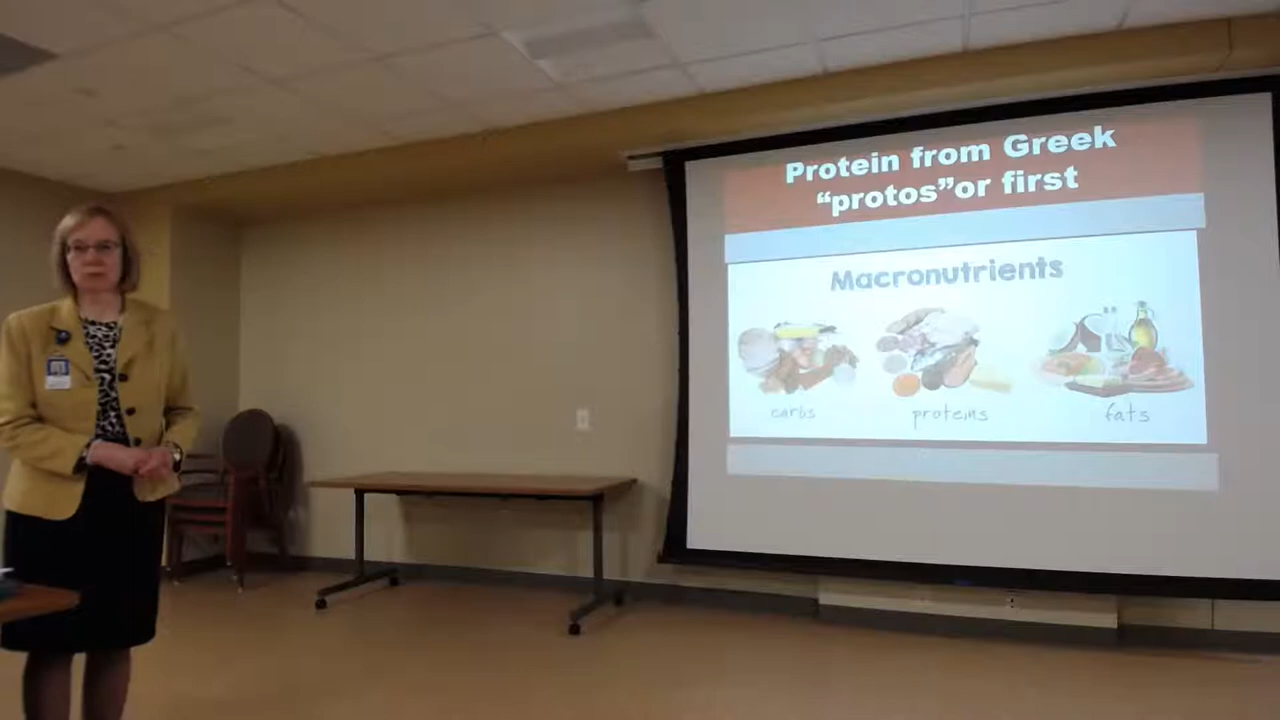 Protein from Greek
“protos”or first
Macronutrients
carbs
proteins
fats